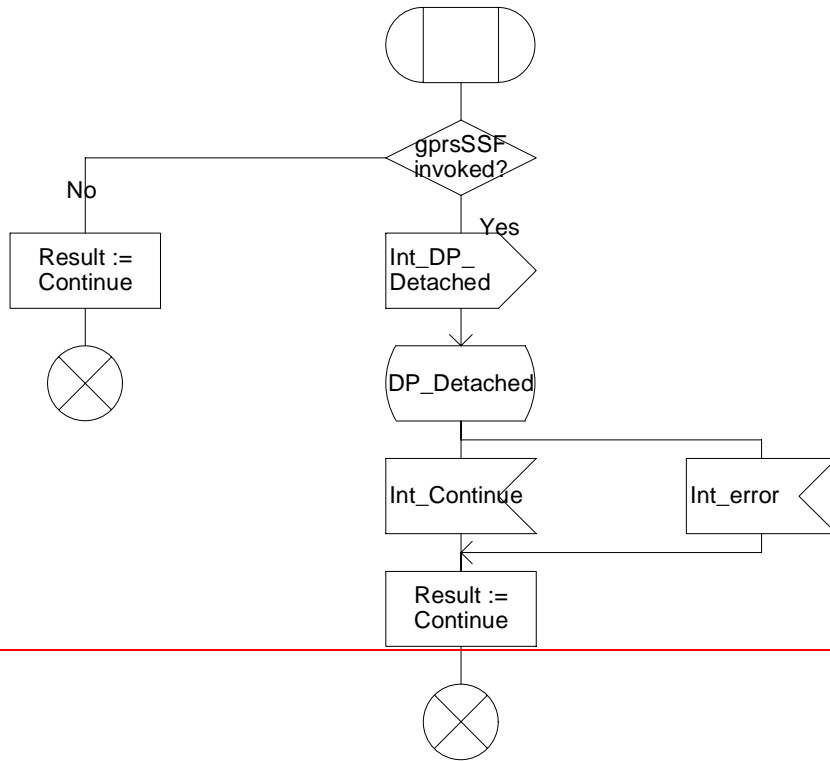 gprsSSF
invoked?
No
Yes
Result :=
Continue
Int_DP_
Detached
DP_Detached
Int_Continue
Int_error
Result :=
Continue